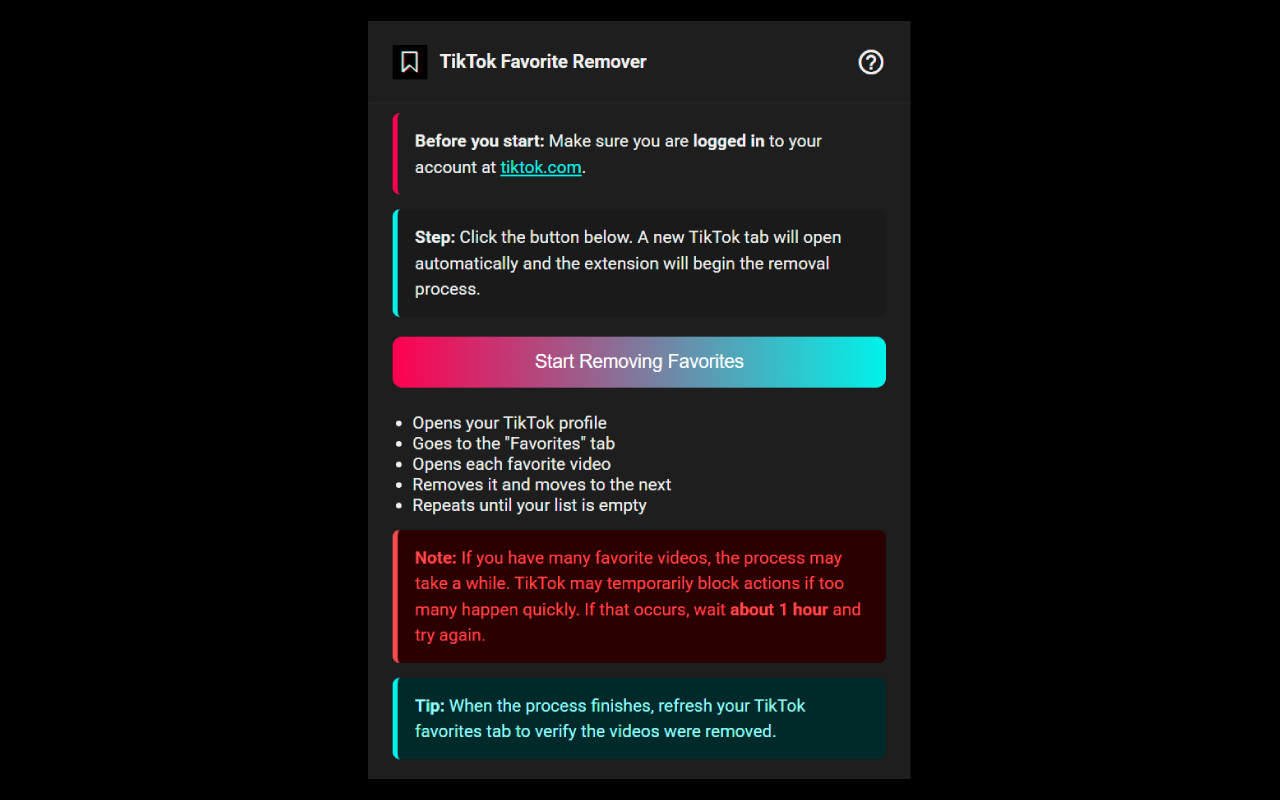 TikTok Favorite Remover
Before you start: Make sure you are logged in to your
account at tiktok.com.
Step: Click the button below. A new TikTok tab will open
automatically and the extension will begin the removal
process.
Start Removing Favorites
• Opens your TikTok profile
• Goes to the "Favorites" tab
• Opens each favorite video
• Removes it and moves to the next
• Repeats until your list is empty
Note: If you have many favorite videos, the process may
take a while. TikTok may temporarily block actions if too
many happen quickly. If that occurs, wait about 1 hour and
try again.
Tip: When the process finishes, refresh your TikTok
favorites tab to verify the videos were removed.